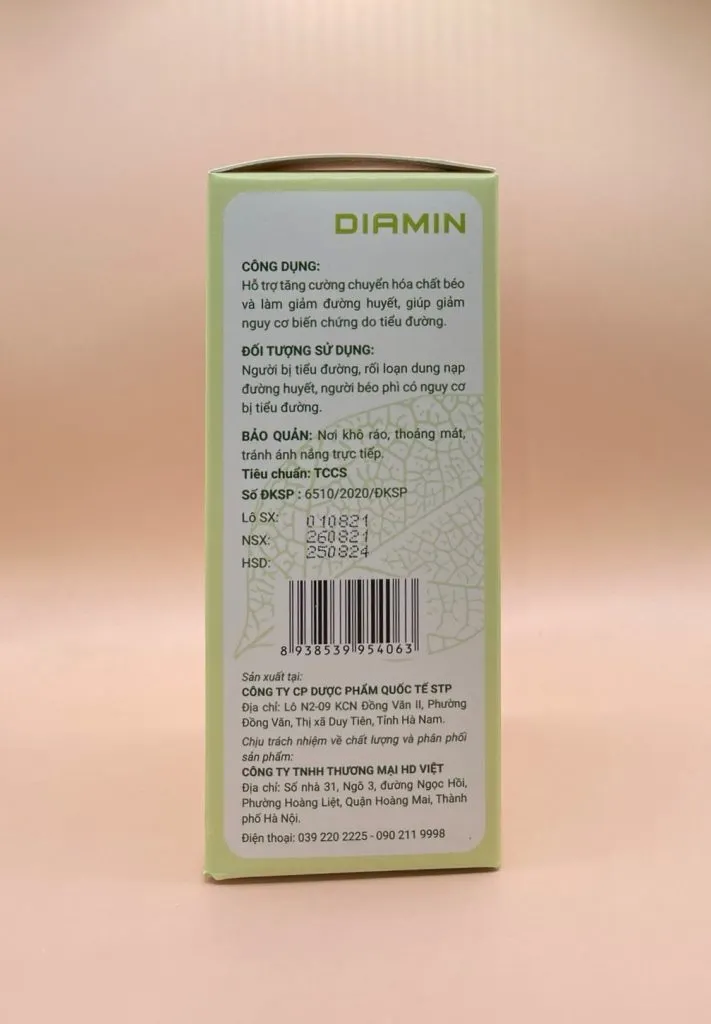 DIAMIN
CÔNG DỤNG:
Hỗ trợ tăng cường chuyển hóa chất béo
và làm giảm đường huyết, giúp giảm
nguy cơ biến chứng do tiểu đường.
ĐỐI TƯỢNG SỬ DỤNG:
Người bị tiểu đường, rối loạn dung nạp
đường huyết, người béo phì có nguy cơ
bị tiểu đường.
BẢO QUẢN: Nơi khô ráo, thoáng mát,
tránh ánh nắng trực tiếp.
Tiêu chuẩn: TCCS
Số ĐKSP : 6510/2020/ĐKSP
Lô SX: 010821
NSX: 260821
HSD: 250824
8 938539 954063
Sản xuất tại:
CÔNG TY CP DƯỢC PHẨM QUỐC TẾ STP
Địa chỉ: Lô N2-09 KCN Đồng Văn II, Phường
Đồng Văn, Thị xã Duy Tiên, Tỉnh Hà Nam.
Chịu trách nhiệm về chất lượng và phân phối
sản phẩm:
CÔNG TY TNHH THƯƠNG MẠI HD VIỆT
Địa chỉ: Số nhà 31, Ngõ 3, đường Ngọc Hồi,
Phường Hoàng Liệt, Quận Hoàng Mai, Thành
phố Hà Nội.
Điện thoại: 039 220 2225 - 090 211 9998